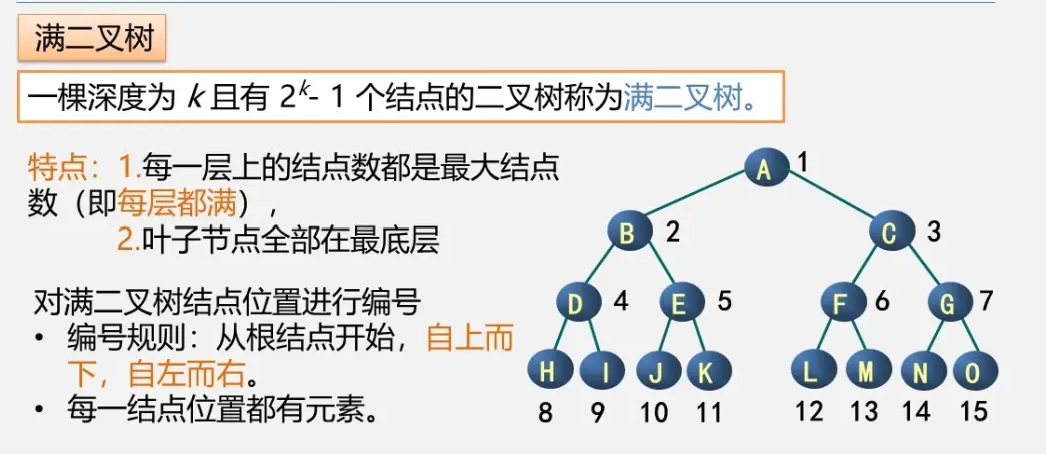 满二叉树
一棵深度为 k 且有 2^k- 1 个结点的二叉树称为满二叉树。
特点：1.每一层上的结点数都是最大结点
数（即每层都满），
2.叶子节点全部在最底层
对满二叉树结点位置进行编号
• 编号规则：从根结点开始，自上而
下，自左而右。
• 每一结点位置都有元素。
A 1
B 2 C 3
D 4 E 5 F 6 G 7
H I J K L M N O
8 9 10 11 12 13 14 15